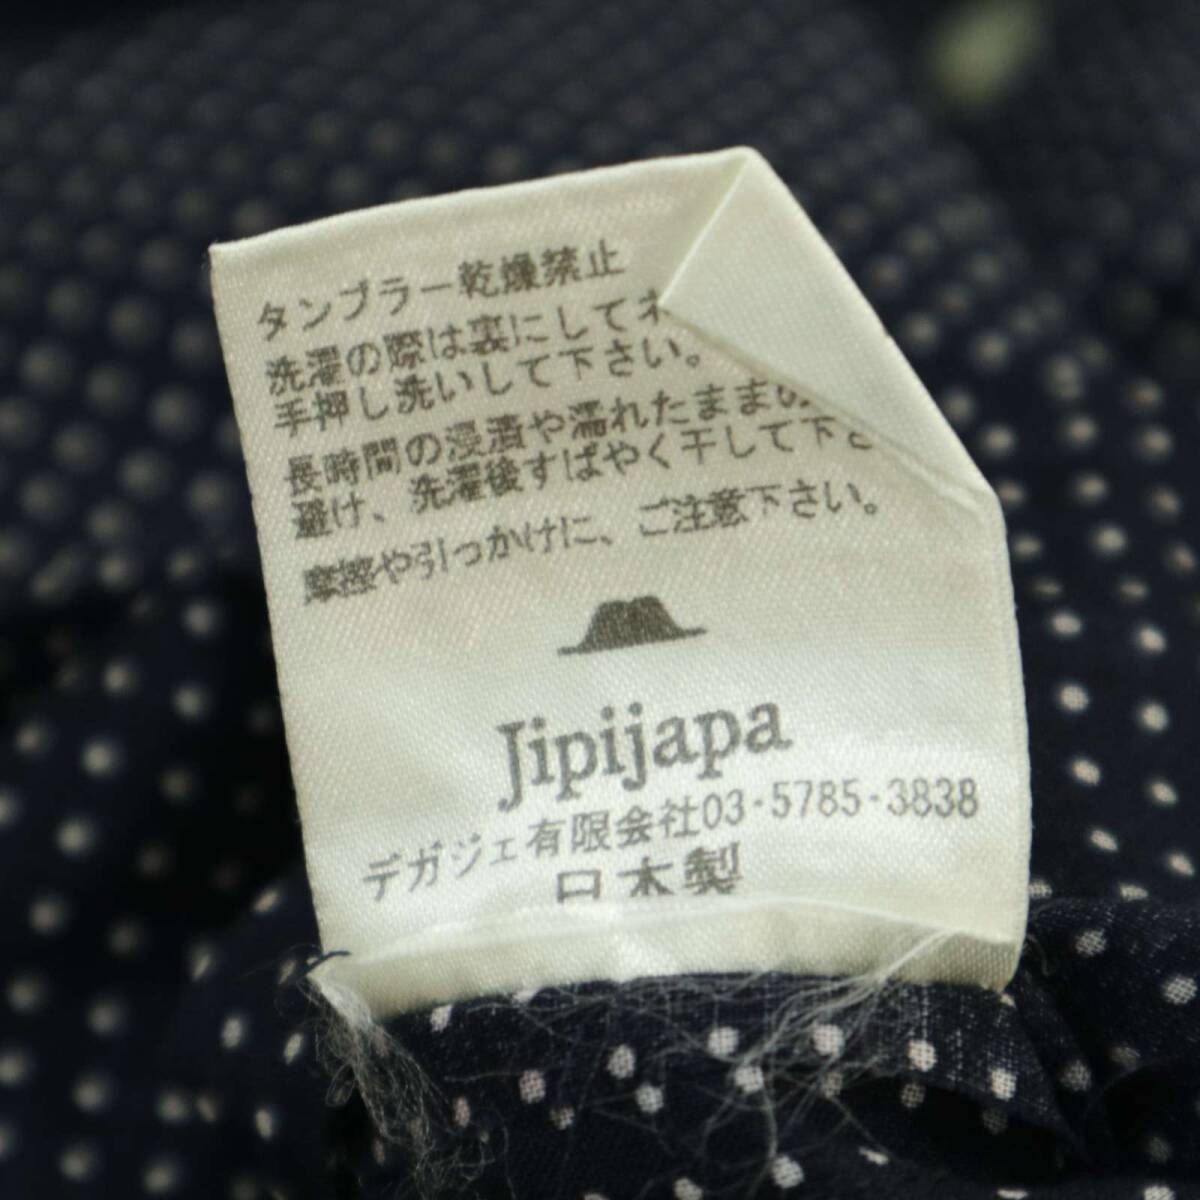 タンブラー乾燥禁止
洗濯の際は裏にしてネ
手押し洗いして下さい。
長時間の浸漬や濡れたままの
避け、洗濯後すばやく干して下さ
摩擦や引っかけに、ご注意下さい。
Jipijapa
デガジェ有限会社03-5785-3838
日本製